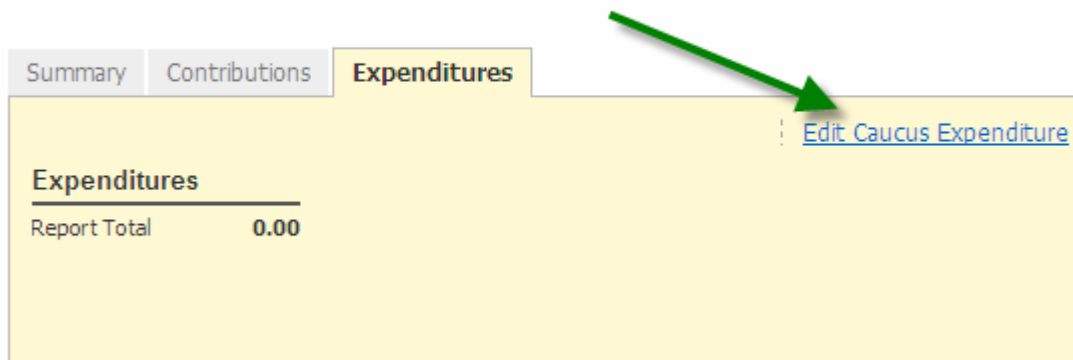 Summary Contributions Expenditures
Edit Caucus Expenditure
Expenditures
Report Total 0.00